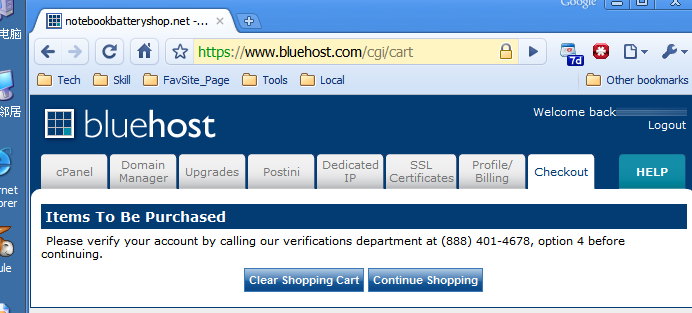 Google
电脑
notebookbatteryshop.net -...
https://www.bluehost.com/cgi/cart
7d
Tech Skill FavSite_Page Tools Local Other bookmarks
邻居
bluehost
Welcome back
Logout
cPanel Domain Manager Upgrades Postini Dedicated IP SSL Certificates Profile/ Billing Checkout HELP
rnet
orer
Items To Be Purchased
Please verify your account by calling our verifications department at (888) 401-4678, option 4 before
continuing.
ule
Clear Shopping Cart Continue Shopping